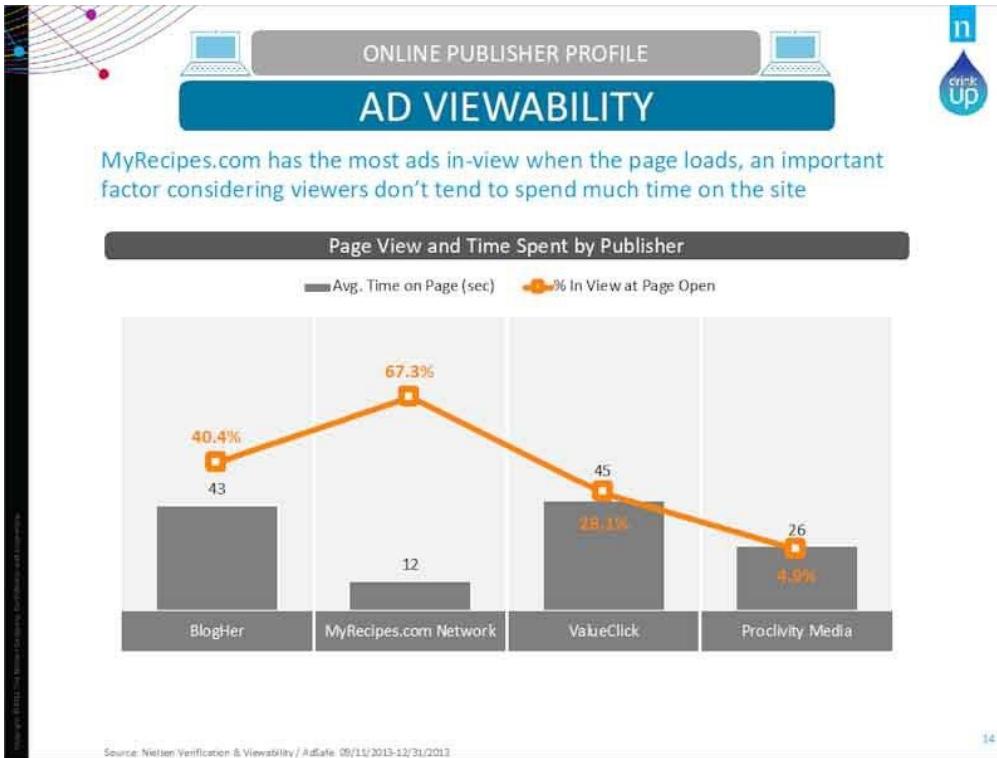 n
drink
up
ONLINE PUBLISHER PROFILE
AD VIEWABILITY
MyRecipes.com has the most ads in-view when the page loads, an important
factor considering viewers don't tend to spend much time on the site
Page View and Time Spent by Publisher
Avg. Time on Page (sec) % In View at Page Open
67.3%
40.4%
43
45
28.1%
26
12
4.9%
BlogHer MyRecipes.com Network ValueClick Proclivity Media
14
Source: Nielsen Verification & Viewability / AdSafe 09/11/2013-12/31/2013